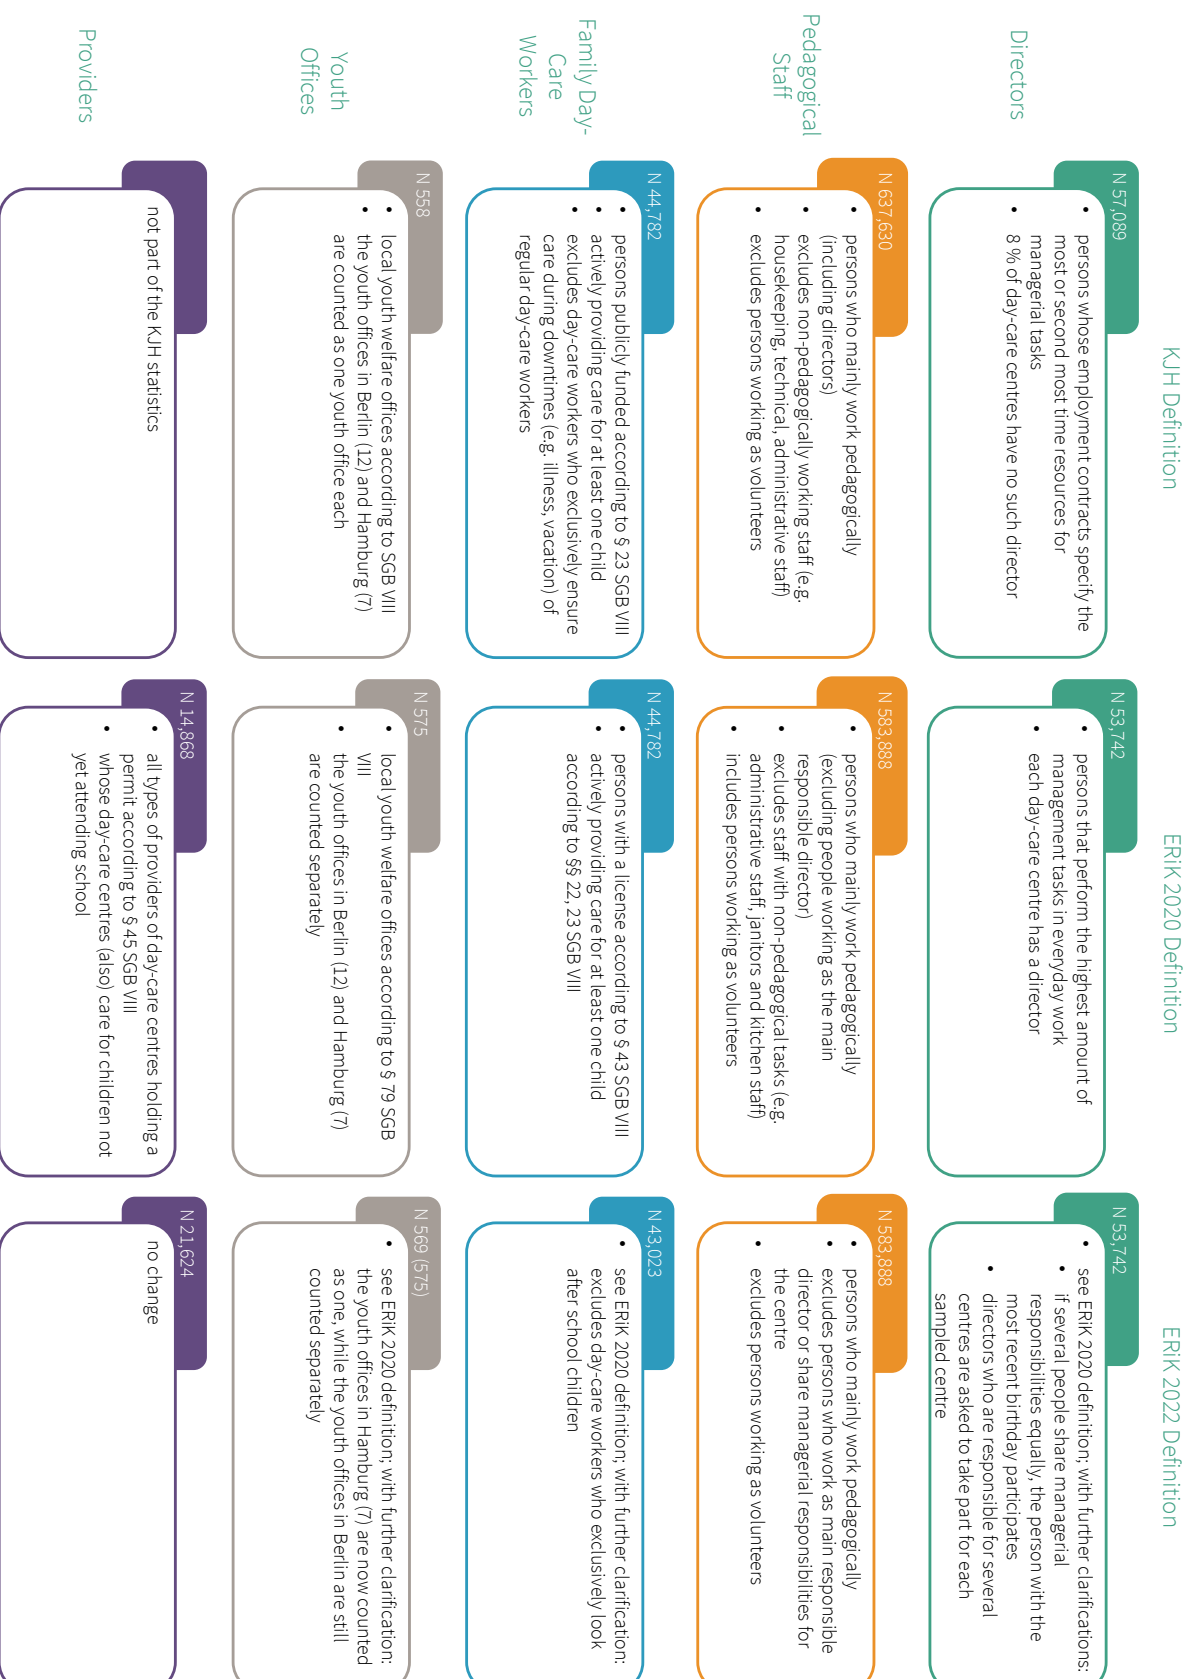 KJH Definition
ERiK 2020 Definition
ERiK 2022 Definition
Directors
N 57,089
• persons whose employment contracts specify the
most or second most time resources for
managerial tasks
• 8 % of day-care centres have no such director
N 53,742
• persons that perform the highest amount of
management tasks in everyday work
• each day-care centre has a director
N 53,742
• see ERiK 2020 definition; with further clarifications:
• if several people share managerial
responsibilities equally, the person with the
most recent birthday participates
• directors who are responsible for several
centres are asked to take part for each
sampled centre
Pedagogical
Staff
N 637,630
• persons who mainly work pedagogically
(including directors)
• excludes non-pedagogically working staff (e.g.
housekeeping, technical, administrative staff)
• excludes persons working as volunteers
N 583,888
• persons who mainly work pedagogically
(excluding people working as the main
responsible director)
• excludes staff with non-pedagogical tasks (e.g.
administrative staff, janitors and kitchen staff)
• includes persons working as volunteers
N 583,888
• persons who mainly work pedagogically
• excludes persons who work as main responsible
director or share managerial responsibilities for
the centre
• excludes persons working as volunteers
Family Day-
Care
Workers
N 44,782
• persons publicly funded according to § 23 SGB VIII
• actively providing care for at least one child
• excludes day-care workers who exclusively ensure
care during downtimes (e.g. illness, vacation) of
regular day-care workers
N 44,782
• persons with a license according to § 43 SGB VIII
• actively providing care for at least one child
according to §§ 22, 23 SGB VIII
N 43,023
• see ERiK 2020 definition; with further clarification:
excludes day-care workers who exclusively look
after school children
Youth
Offices
N 558
• local youth welfare offices according to SGB VIII
• the youth offices in Berlin (12) and Hamburg (7)
are counted as one youth office each
N 575
• local youth welfare offices according to § 79 SGB
VIII
• the youth offices in Berlin (12) and Hamburg (7)
are counted separately
N 569 (575)
• see ERiK 2020 definition; with further clarification:
the youth offices in Hamburg (7) are now counted
as one, while the youth offices in Berlin are still
counted separately
Providers
not part of the KJH statistics
N 14,868
• all types of providers of day-care centres holding a
permit according to § 45 SGB VIII
• whose day-care centres (also) care for children not
yet attending school
N 21,624
no change